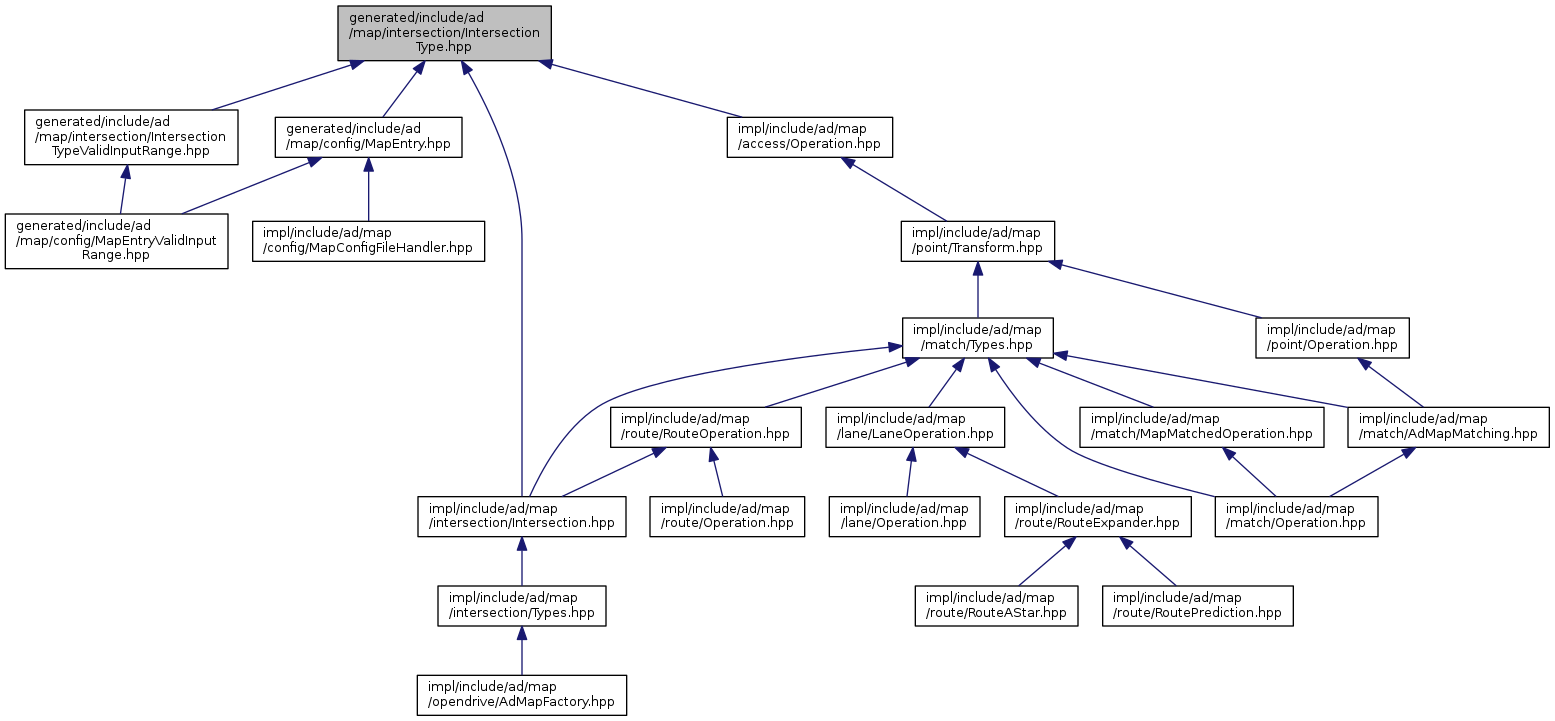 generated/include/ad
/map/intersection/Intersection
Type.hpp
generated/include/ad
/map/intersection/Intersection
TypeValidInputRange.hpp
generated/include/ad
/map/config/MapEntry.hpp
impl/include/ad/map
/access/Operation.hpp
generated/include/ad
/map/config/MapEntryValidInput
Range.hpp
impl/include/ad/map
/config/MapConfigFileHandler.hpp
impl/include/ad/map
/point/Transform.hpp
impl/include/ad/map
/match/Types.hpp
impl/include/ad/map
/point/Operation.hpp
impl/include/ad/map
/route/RouteOperation.hpp
impl/include/ad/map
/lane/LaneOperation.hpp
impl/include/ad/map
/match/MapMatchedOperation.hpp
impl/include/ad/map
/match/AdMapMatching.hpp
impl/include/ad/map
/intersection/Intersection.hpp
impl/include/ad/map
/route/Operation.hpp
impl/include/ad/map
/lane/Operation.hpp
impl/include/ad/map
/route/RouteExpander.hpp
impl/include/ad/map
/match/Operation.hpp
impl/include/ad/map
/intersection/Types.hpp
impl/include/ad/map
/route/RouteAStar.hpp
impl/include/ad/map
/route/RoutePrediction.hpp
impl/include/ad/map
/opendrive/AdMapFactory.hpp